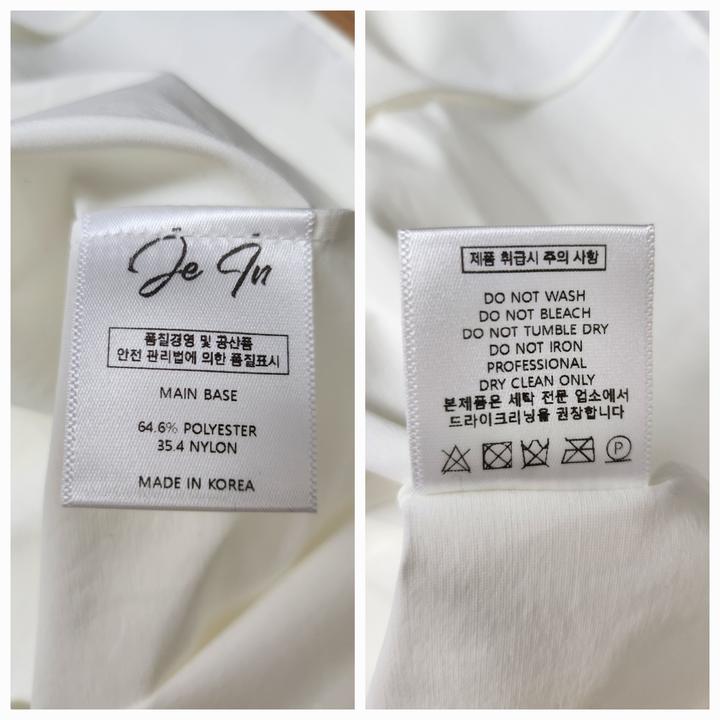 Je In
품질경영 및 공산품
안전 관리법에 의한 품질표시
MAIN BASE
64.6% POLYESTER
35.4 NYLON
MADE IN KOREA
제품 취급시 주의 사항
DO NOT WASH
DO NOT BLEACH
DO NOT TUMBLE DRY
DO NOT IRON
PROFESSIONAL
DRY CLEAN ONLY
본제품은 세탁 전문 업소에서
드라이크리닝을 권장합니다
P